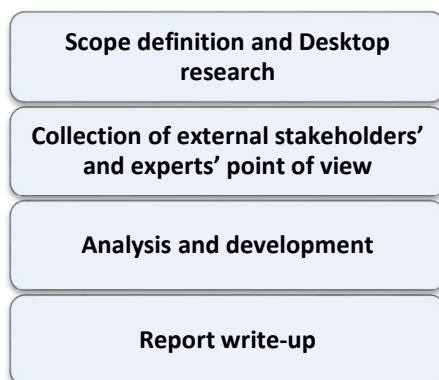 Scope definition and Desktop
research
Collection of external stakeholders’
and experts’ point of view
Analysis and development
Report write-up